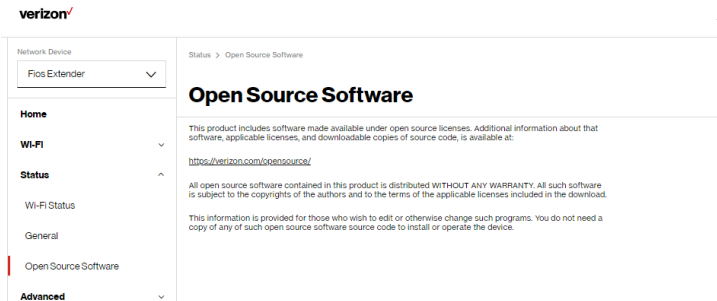 verizon✓
Network Device
Fios Extender
Home
Wi-Fi
Status
Wi-Fi Status
General
Open Source Software
Advanced
Status > Open Source Software
Open Source Software
This product includes software made available under open source licenses. Additional information about that
software, applicable licenses, and downloadable copies of source code, is available at:
https://verizon.com/opensource/
All open source software contained in this product is distributed WITHOUT ANY WARRANTY. All such software
is subject to the copyrights of the authors and to the terms of the applicable licenses included in the download.
This information is provided for those who wish to edit or otherwise change such programs. You do not need a
copy of any of such open source software source code to install or operate the device.